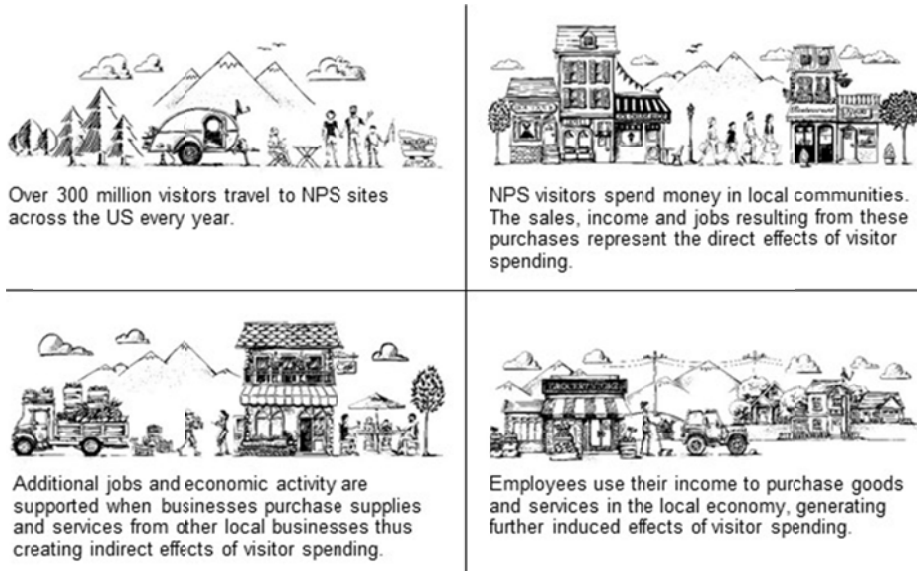 Over 300 million visitors travel to NPS sites
across the US every year.
NPS visitors spend money in local communities.
The sales, income and jobs resulting from these
purchases represent the direct effects of visitor
spending.
Additional jobs and economic activity are
supported when businesses purchase supplies
and services from other local businesses thus
creating indirect effects of visitor spending.
GROCERY STORE
Employees use their income to purchase goods
and services in the local economy, generating
further induced effects of visitor spending.